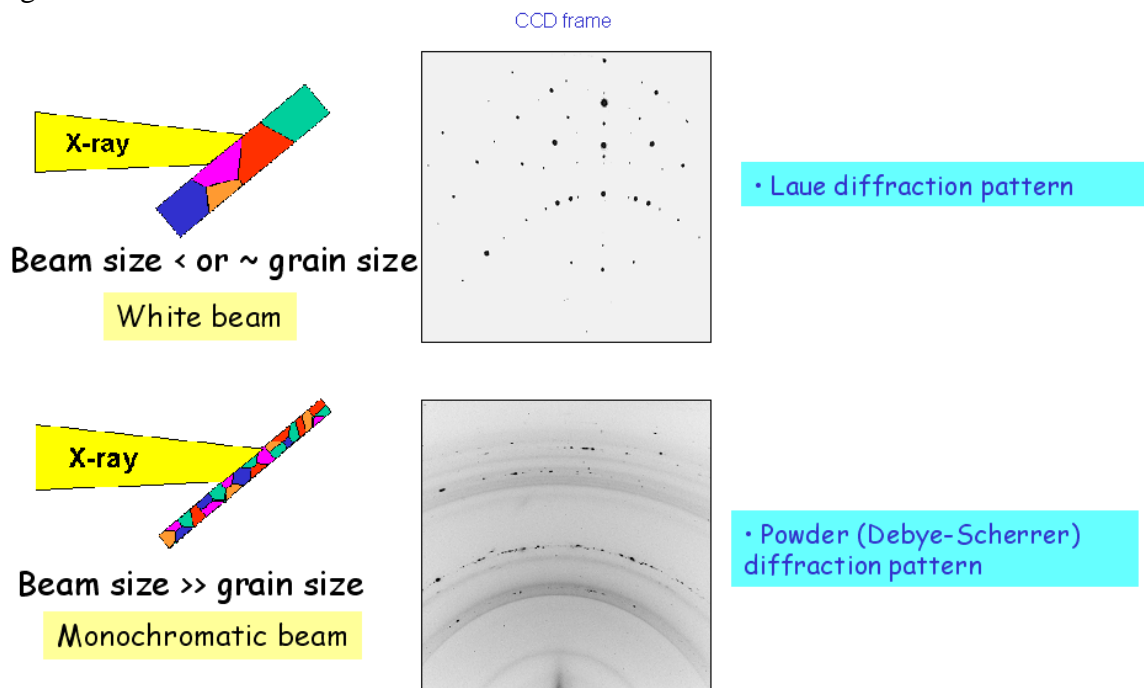 CCD frame
X-ray
• Laue diffraction pattern
Beam size < or ~ grain size
White beam
X-ray
• Powder (Debye-Scherrer)
diffraction pattern
Beam size >> grain size
Monochromatic beam